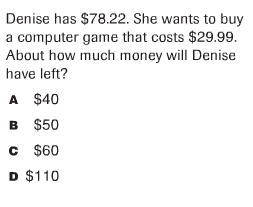 Denise has $78.22. She wants to buy
a computer game that costs $29.99.
About how much money will Denise
have left?
A $40
B $50
C $60
D $110